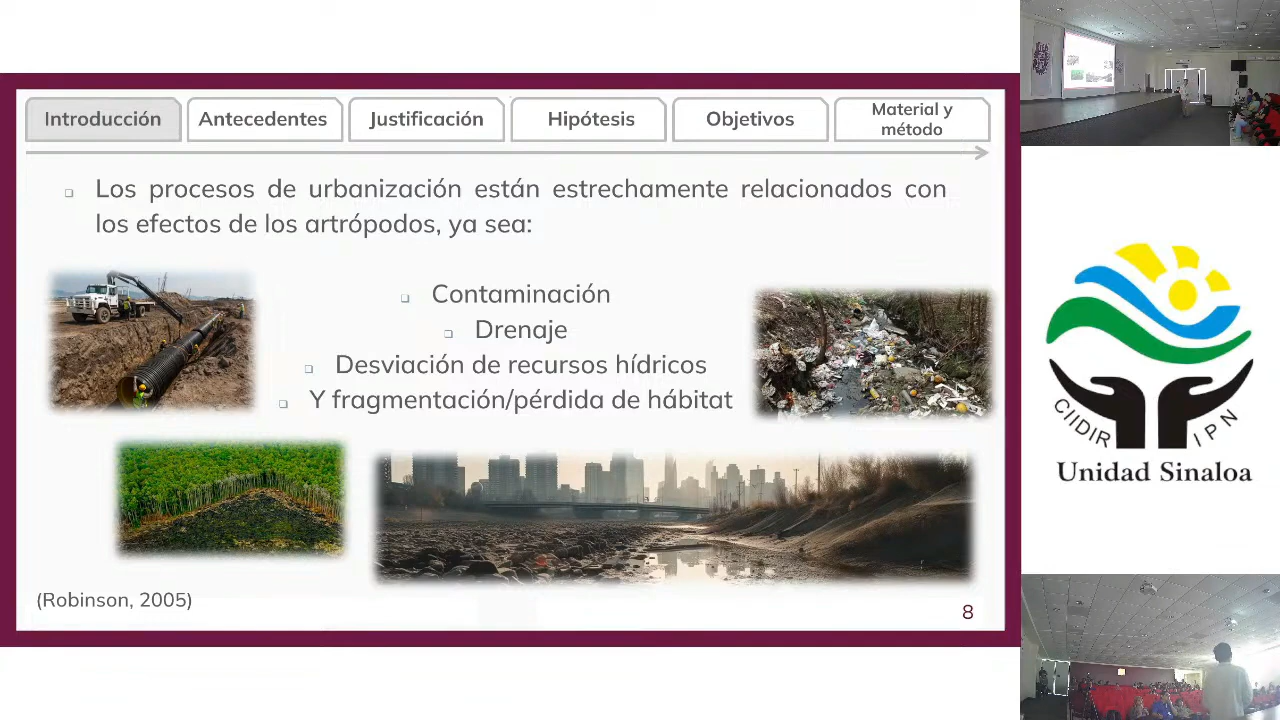 Introducción
Antecedentes
Justificación
Hipótesis
Objetivos
Material y
método
Los procesos de urbanización están estrechamente relacionados con
los efectos de los artrópodos, ya sea:
Contaminación
Drenaje
Desviación de recursos hídricos
Y fragmentación/pérdida de hábitat
(Robinson, 2005)
8
CIIDIR IPN
Unidad Sinaloa